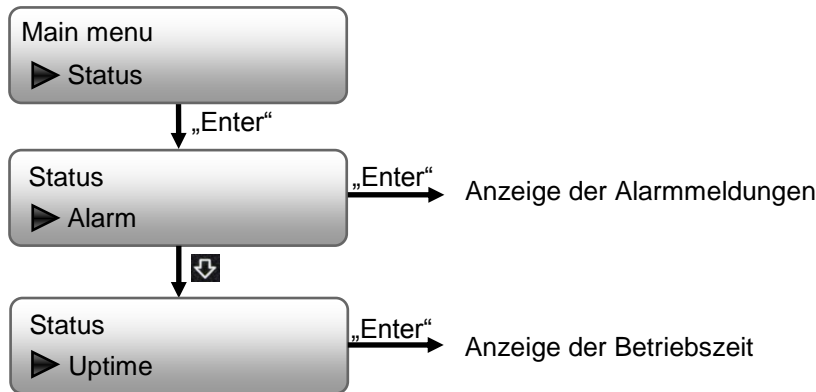 Main menu
Status
„Enter“
Status
Alarm
„Enter“
Anzeige der Alarmmeldungen
Status
Uptime
„Enter“
Anzeige der Betriebszeit